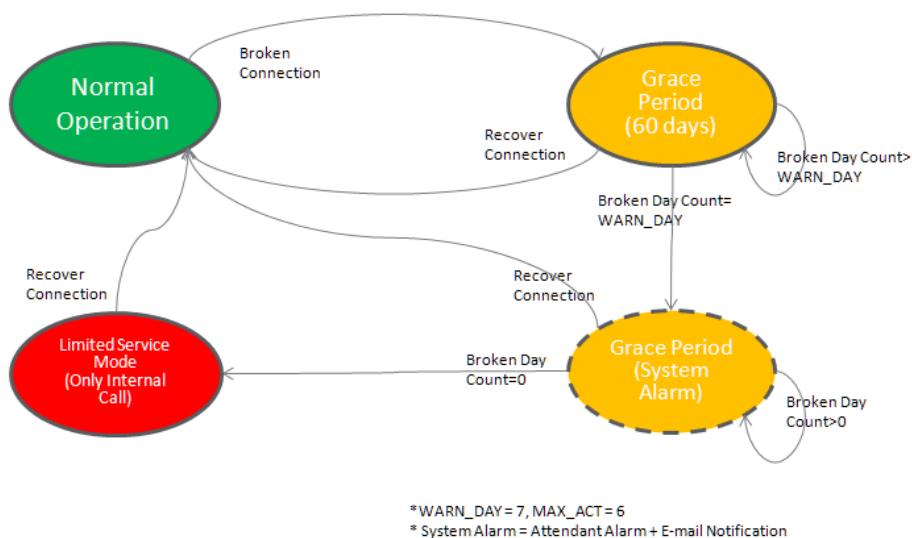 Broken
Connection
Normal
Operation
Grace
Period
(60 days)
Recover
Connection
Broken Day Count>
WARN_DAY
Broken Day Count=
WARN_DAY
Recover
Connection
Recover
Connection
Limited Service
Mode
(Only Internal
Call)
Broken Day
Count=0
Grace Period
(System
Alarm)
Broken Day
Count>0
*WARN_DAY = 7, MAX_ACT = 6
* System Alarm = Attendant Alarm + E-mail Notification